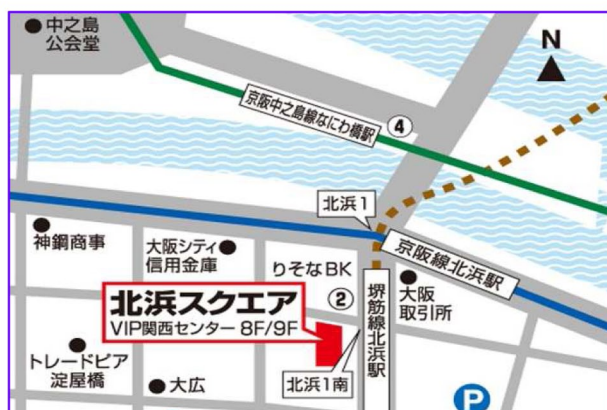 中之島
公会堂
N
京阪中之島線なにわ橋駅
④
北浜1
神鋼商事
大阪シティ
信用金庫
りそなBK
京阪線北浜駅
北浜スクエア
VIP関西センター 8F/9F
②
堺筋線北浜駅
大阪
取引所
トレードピア
淀屋橋
大広
北浜1南
P